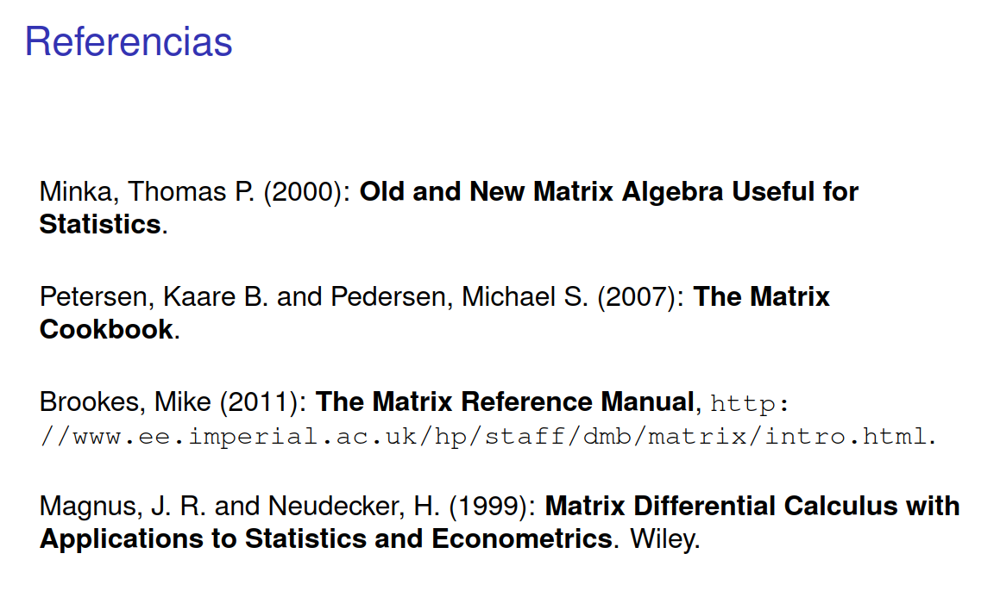 Referencias
Minka, Thomas P. (2000): Old and New Matrix Algebra Useful for
Statistics.
Petersen, Kaare B. and Pedersen, Michael S. (2007): The Matrix
Cookbook.
Brookes, Mike (2011): The Matrix Reference Manual, http:
//www.ee.imperial.ac.uk/hp/staff/dmb/matrix/intro.html.
Magnus, J. R. and Neudecker, H. (1999): Matrix Differential Calculus with
Applications to Statistics and Econometrics. Wiley.